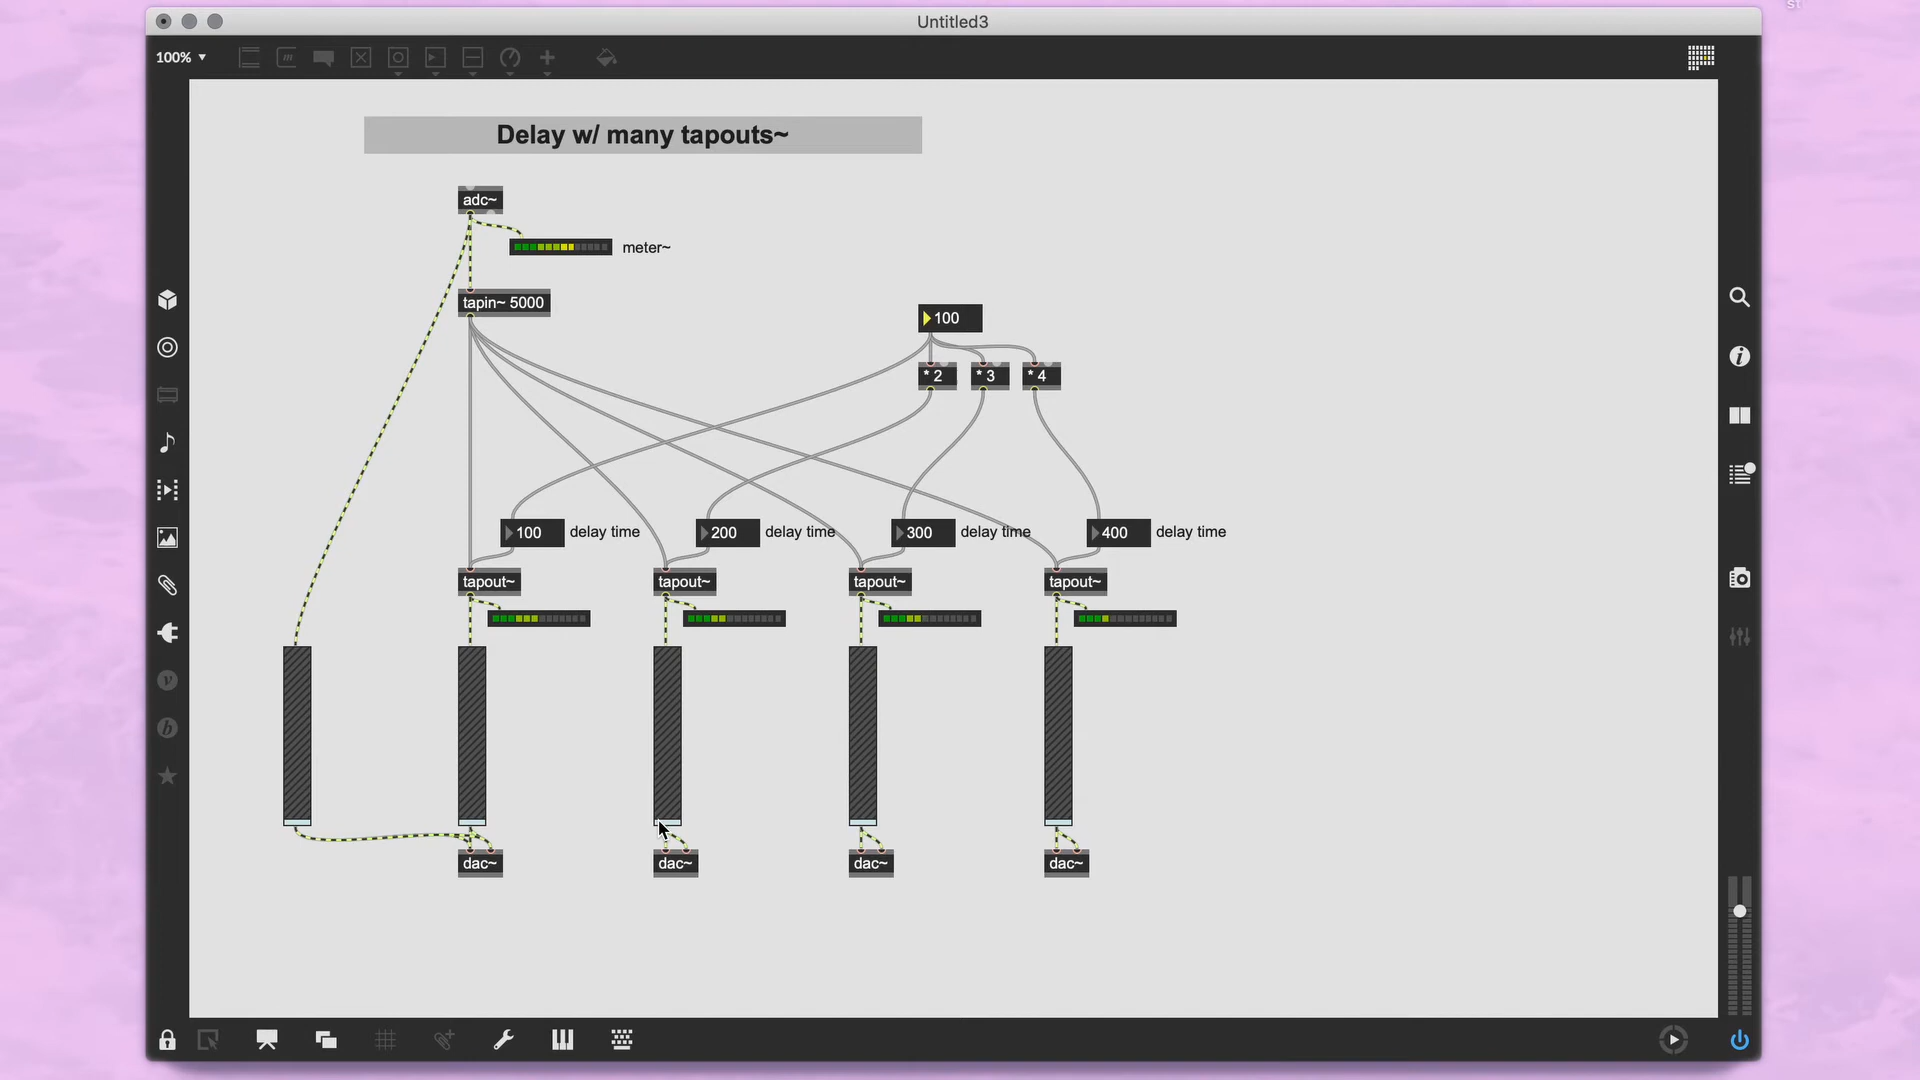 st
Untitled3
100%
Delay w/ many tapouts~
adc~
meter~
tapin~ 5000
100
* 2
* 3
* 4
100 delay time
200 delay time
300 delay time
400 delay time
tapout~
tapout~
tapout~
tapout~
dac~
dac~
dac~
dac~